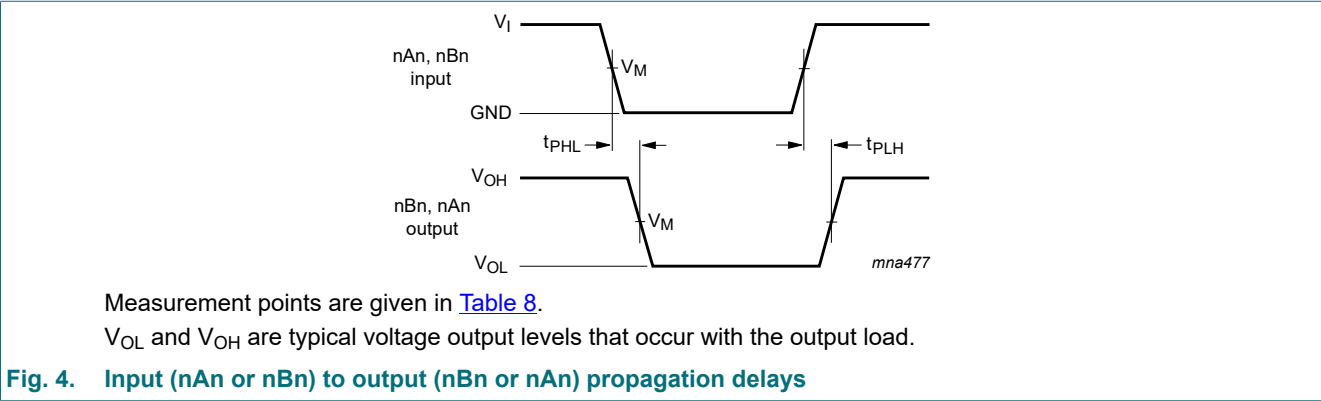 V_I
nAn, nBn
input
V_M
GND
t_PHL
t_PLH
V_OH
nBn, nAn
output
V_M
V_OL
mna477
Measurement points are given in Table 8.
V_OL and V_OH are typical voltage output levels that occur with the output load.
Fig. 4. Input (nAn or nBn) to output (nBn or nAn) propagation delays